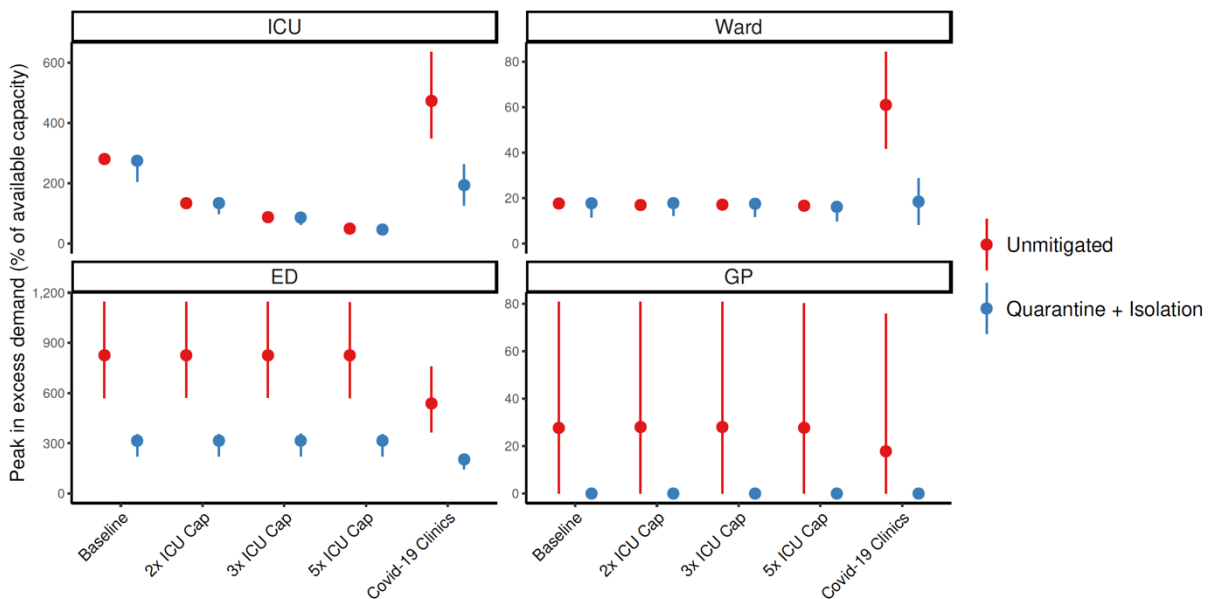 ICU
Ward
Peak in excess demand (% of available capacity)
600
400
200
0
80
60
40
20
0
ED
GP
1,200
900
600
300
0
80
60
40
20
0
Baseline
2x ICU Cap
3x ICU Cap
5x ICU Cap
Covid-19 Clinics
Baseline
2x ICU Cap
3x ICU Cap
5x ICU Cap
Covid-19 Clinics
Unmitigated
Quarantine + Isolation